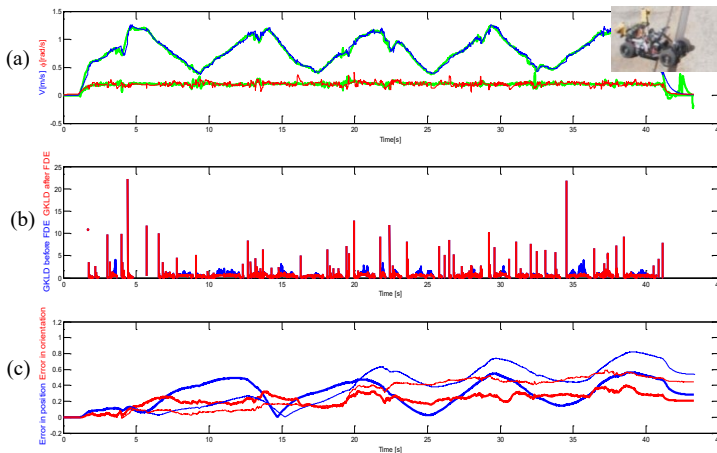 (a)
V[m/s] ϕ[rad/s]
1.5
1
0.5
0
-0.5
0 5 10 15 20 25 30 35 40
Time[s]
(b)
GKLD before FDE GKLD after FDE
25
20
15
10
5
0
0 5 10 15 20 25 30 35 40 4
Time [s]
(c)
Error in position Error in orientation
1.2
1
0.8
0.6
0.4
0.2
0
-0.2
0 5 10 15 20 25 30 35 40 4
Time [s]